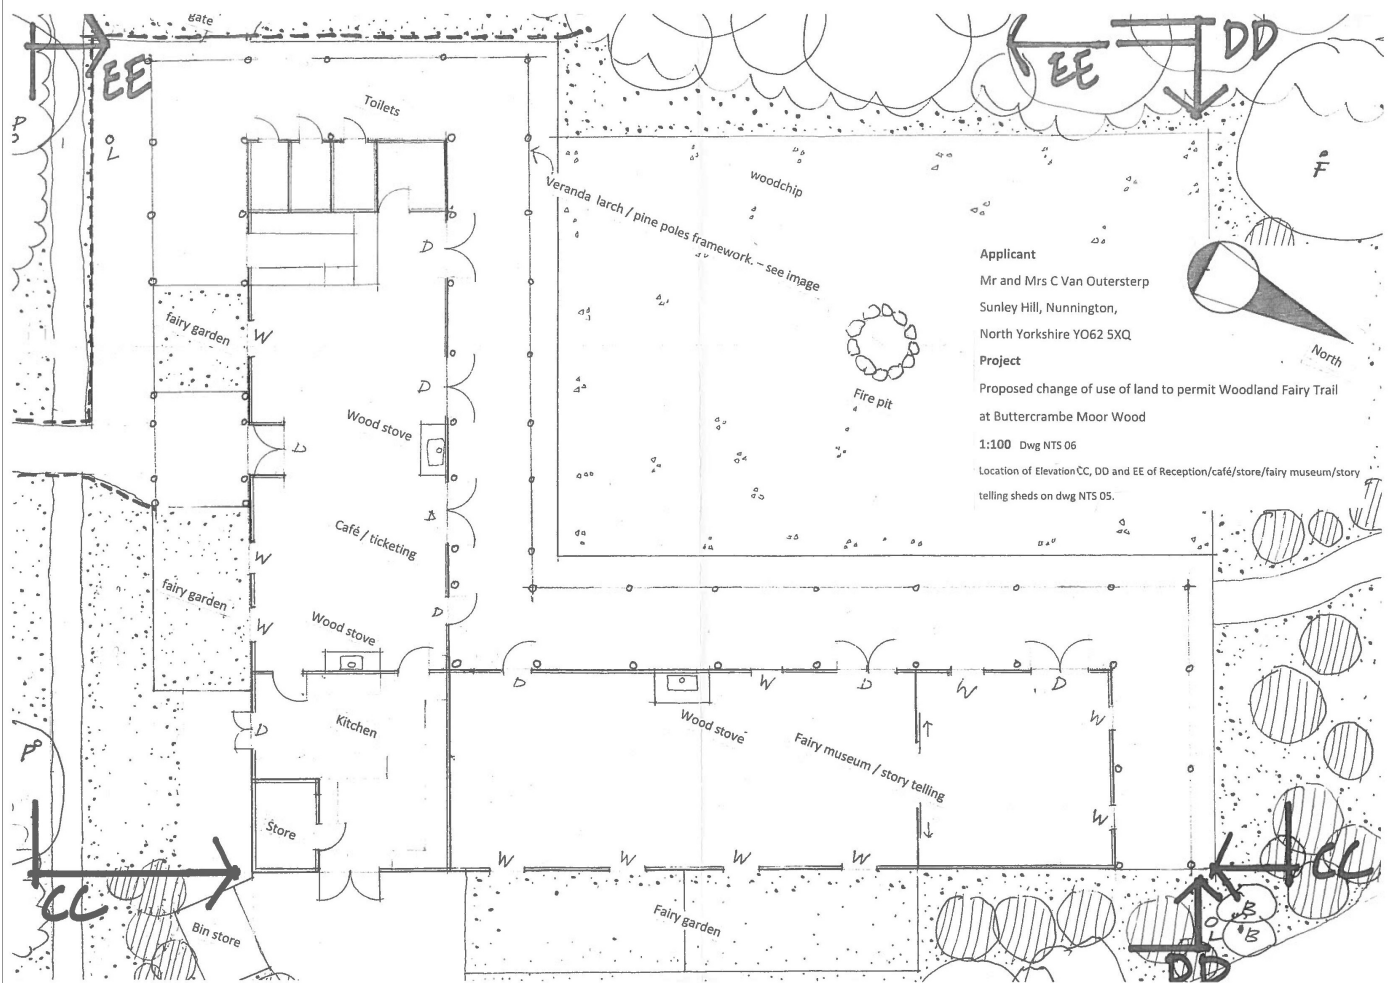 gate
EE
EE
DD
Toilets
P
L
F
woodchip
Veranda larch / pine poles framework. – see image
D
Applicant
Mr and Mrs C Van Outersterp
Sunley Hill, Nunnington,
North Yorkshire YO62 5XQ
Project
Proposed change of use of land to permit Woodland Fairy Trail
at Buttercrambe Moor Wood
1:100 Dwg NTS 06
Location of Elevation CC, DD and EE of Reception/café/store/fairy museum/story
telling sheds on dwg NTS 05.
North
fairy garden
W
D
Fire pit
Wood stove
D
D
Café / ticketing
W
fairy garden
W
D
Wood stove
D
W
D
W
D
P
D
Kitchen
Wood stove
Fairy museum / story telling
W
W
Store
W
W
W
W
CC
CC
Bin store
Fairy garden
B
L
B
DD